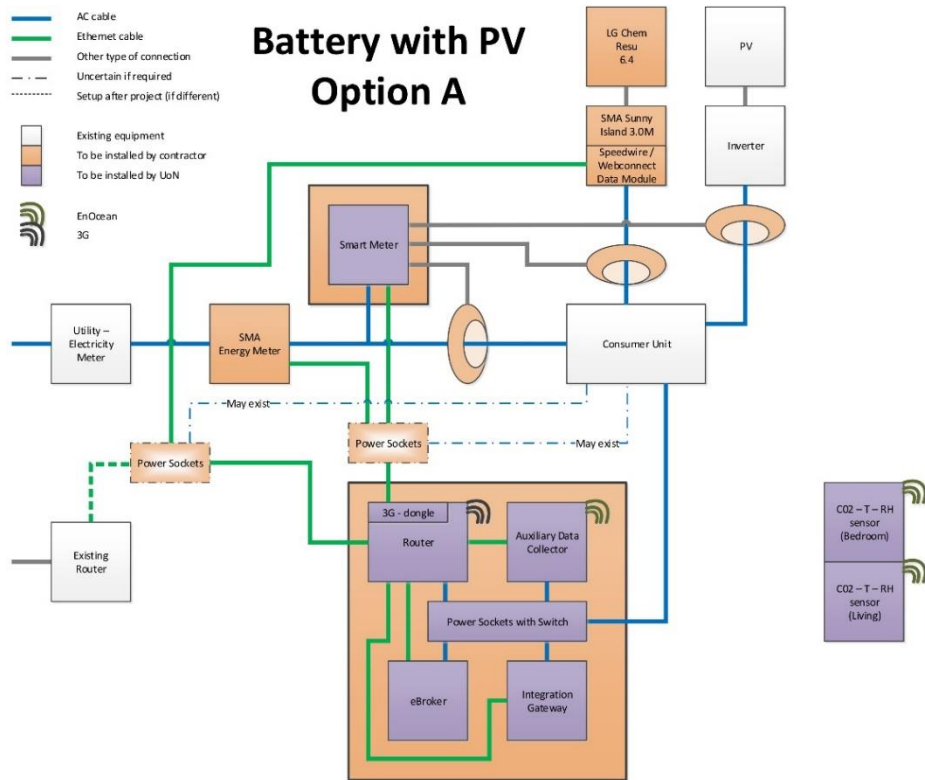 AC cable
Ethernet cable
Other type of connection
Uncertain if required
Setup after project (if different)
Existing equipment
To be installed by contractor
To be installed by UoN
EnOcean
3G
Battery with PV
Option A
LG Chem
Resu
6.4
PV
SMA Sunny
Island 3.0M
Speedwire /
Webconnect
Data Module
Inverter
Smart Meter
Utility –
Electricity
Meter
SMA
Energy Meter
Consumer Unit
May exist
Power Sockets
Power Sockets
May exist
Existing
Router
3G - dongle
Router
Auxiliary Data
Collector
Power Sockets with Switch
eBroker
Integration
Gateway
C02 – T – RH
sensor
(Bedroom)
C02 – T – RH
sensor
(Living)